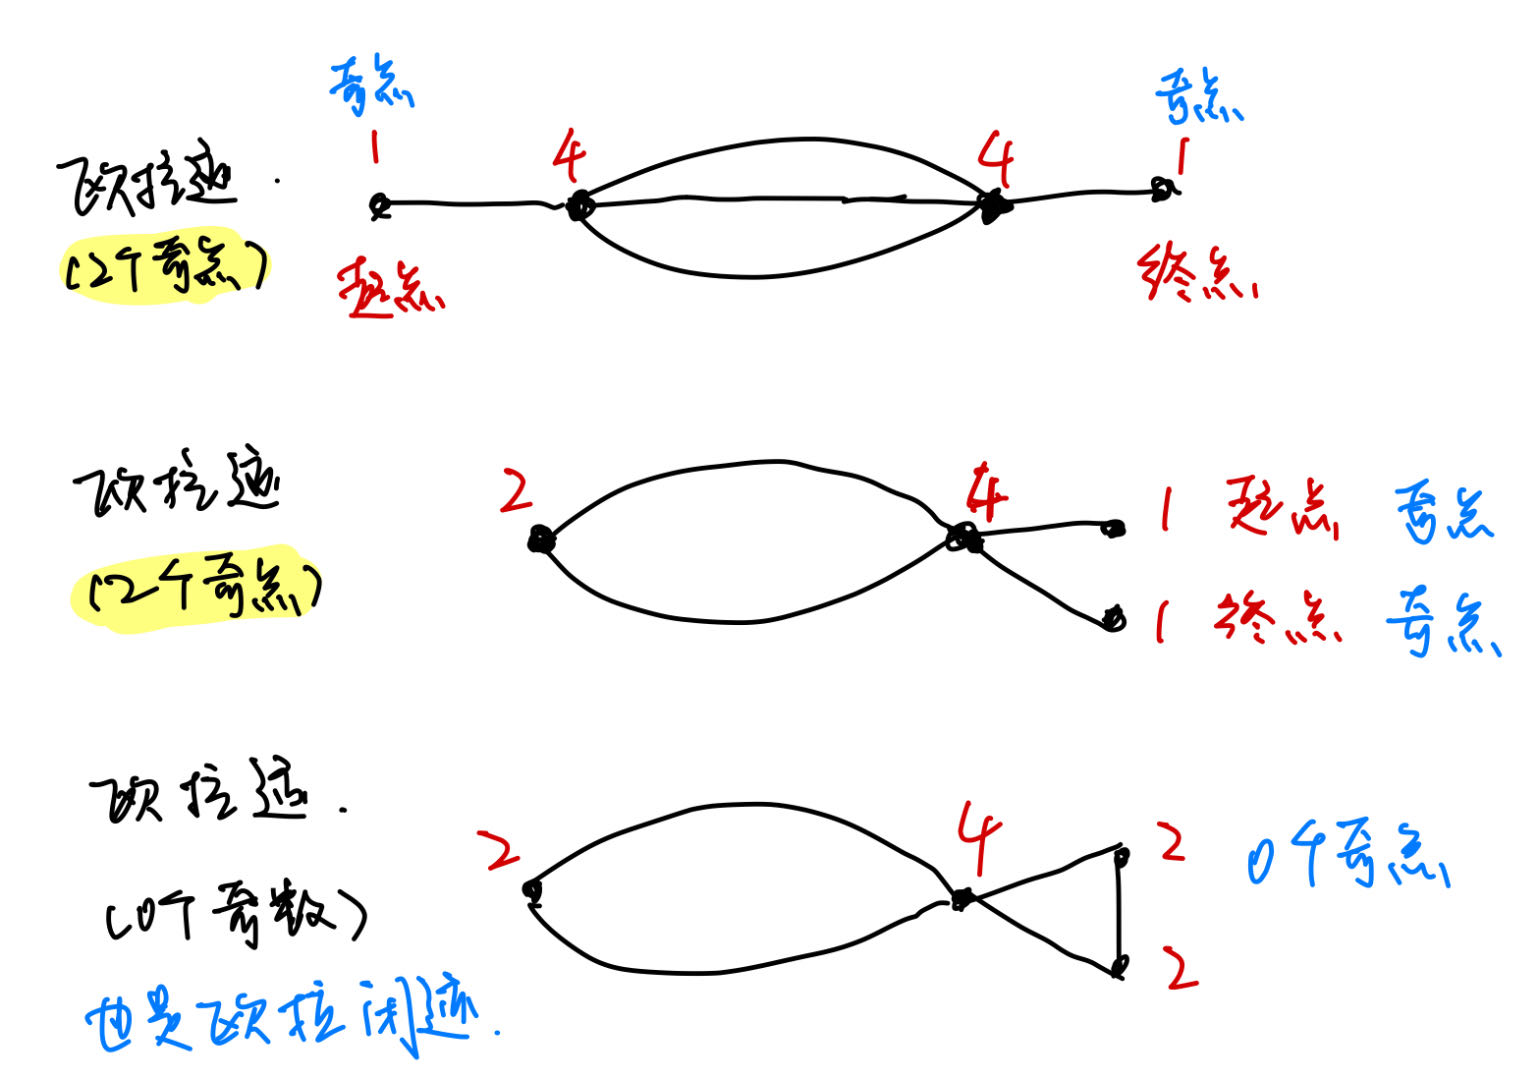 奇点 奇点
1 4 4 1
欧拉迹.
(2个奇点)
起点 终点
欧拉迹
2 4 1 起点 奇点
(2个奇点)
1 终点 奇点
欧拉迹.
2 4 2 0个奇点
(0个奇数)
2
也是欧拉闭迹.